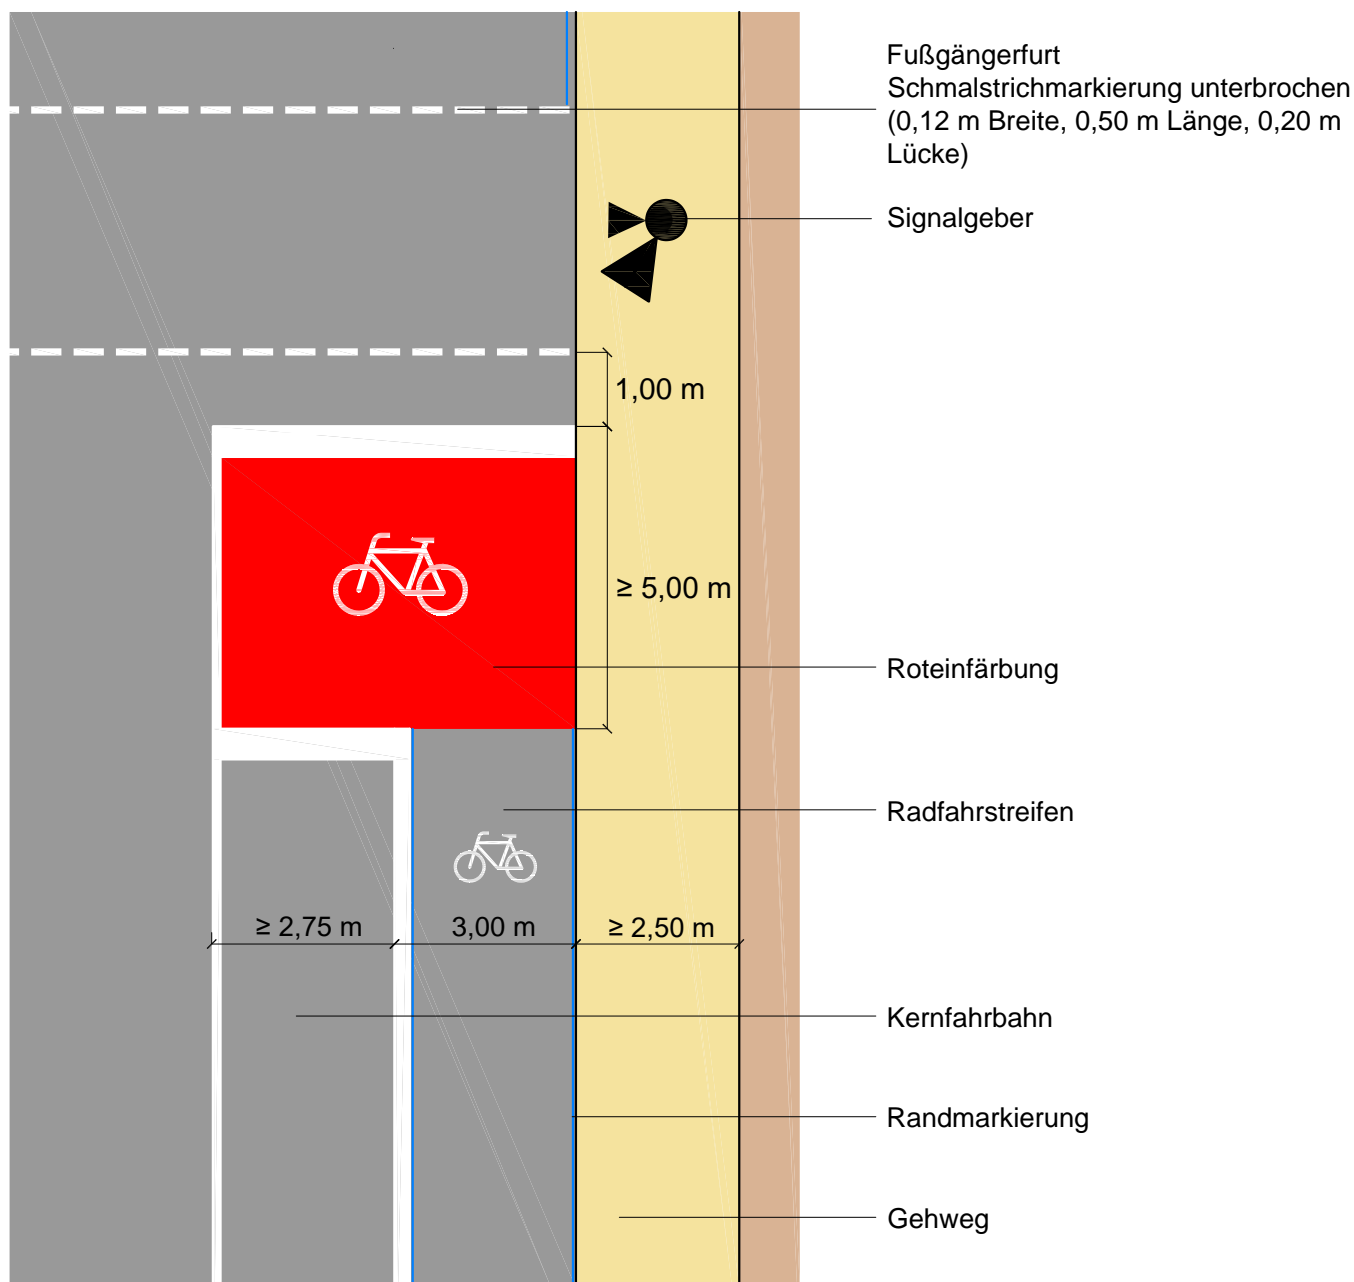 Fußgängerfurt
Schmalstrichmarkierung unterbrochen
(0,12 m Breite, 0,50 m Länge, 0,20 m
Lücke)
Signalgeber
1,00 m
≥ 5,00 m
Roteinfärbung
Radfahrstreifen
≥ 2,75 m
3,00 m
≥ 2,50 m
Kernfahrbahn
Randmarkierung
Gehweg